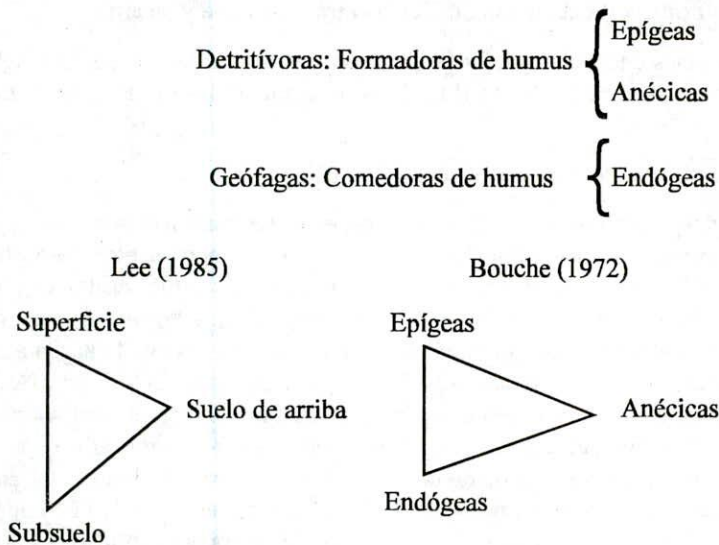 Detritívoras: Formadoras de humus
Epígeas
Anécicas
Geófagas: Comedoras de humus
Endógeas
Lee (1985)
Bouche (1972)
Superficie
Suelo de arriba
Subsuelo
Epígeas
Anécicas
Endógeas